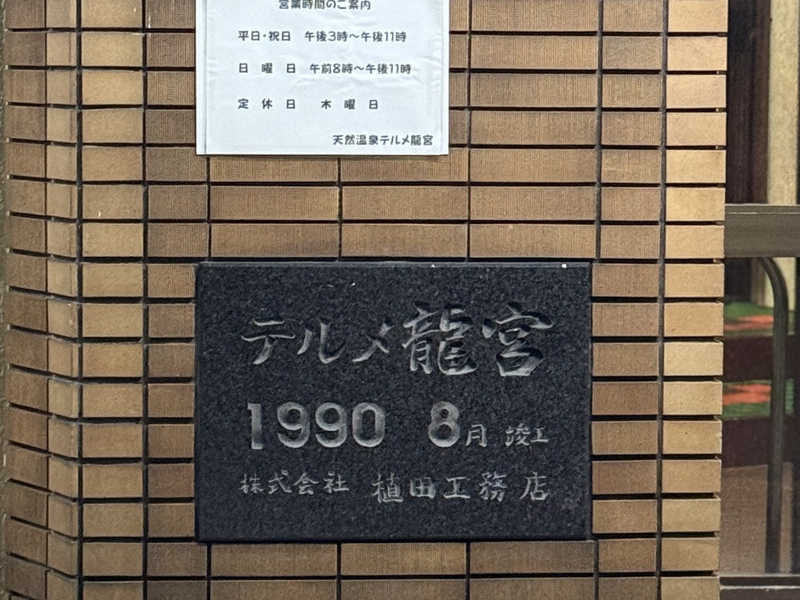 営業時間のご案内
平日・祝日 午後3時〜午後11時
日曜日 午前8時〜午後11時
定休日 木曜日
天然温泉テルメ龍宮
テルメ龍宮
1990 8月 竣工
株式会社 植田工務店